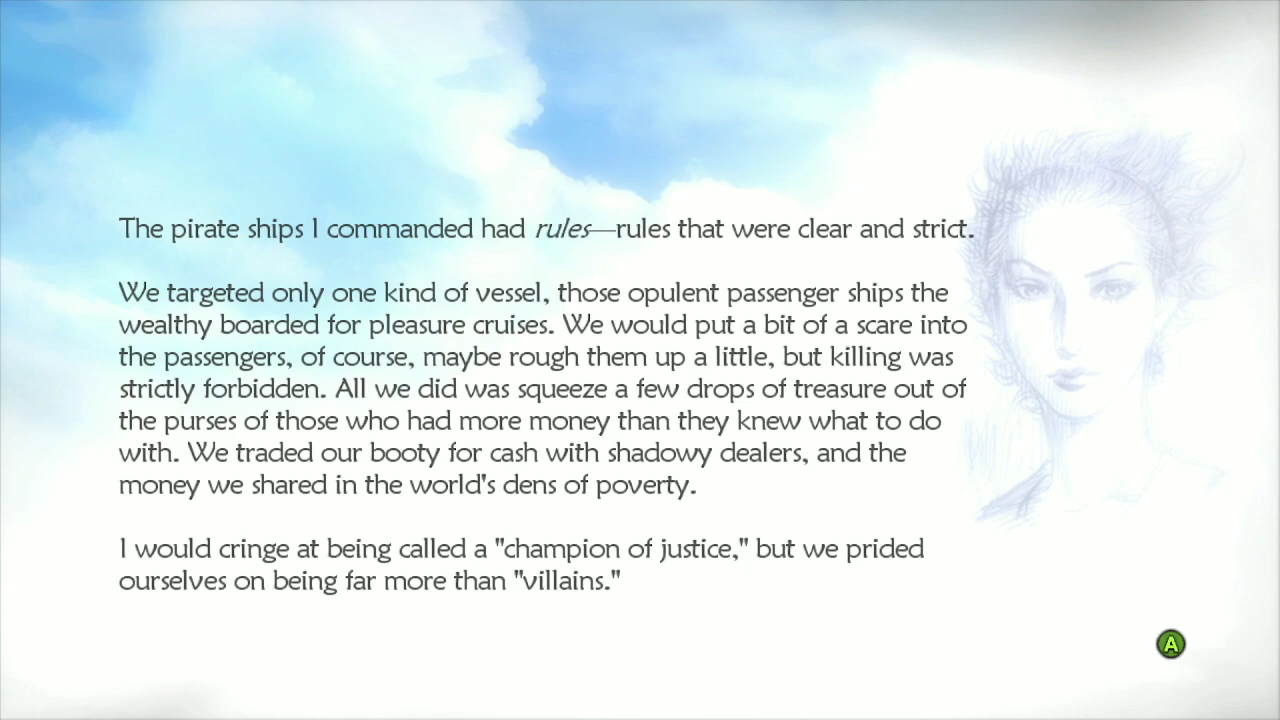 The pirate ships I commanded had rules—rules that were clear and strict.
We targeted only one kind of vessel, those opulent passenger ships the
wealthy boarded for pleasure cruises. We would put a bit of a scare into
the passengers, of course, maybe rough them up a little, but killing was
strictly forbidden. All we did was squeeze a few drops of treasure out of
the purses of those who had more money than they knew what to do
with. We traded our booty for cash with shadowy dealers, and the
money we shared in the world's dens of poverty.
I would cringe at being called a "champion of justice," but we prided
ourselves on being far more than "villains."
A